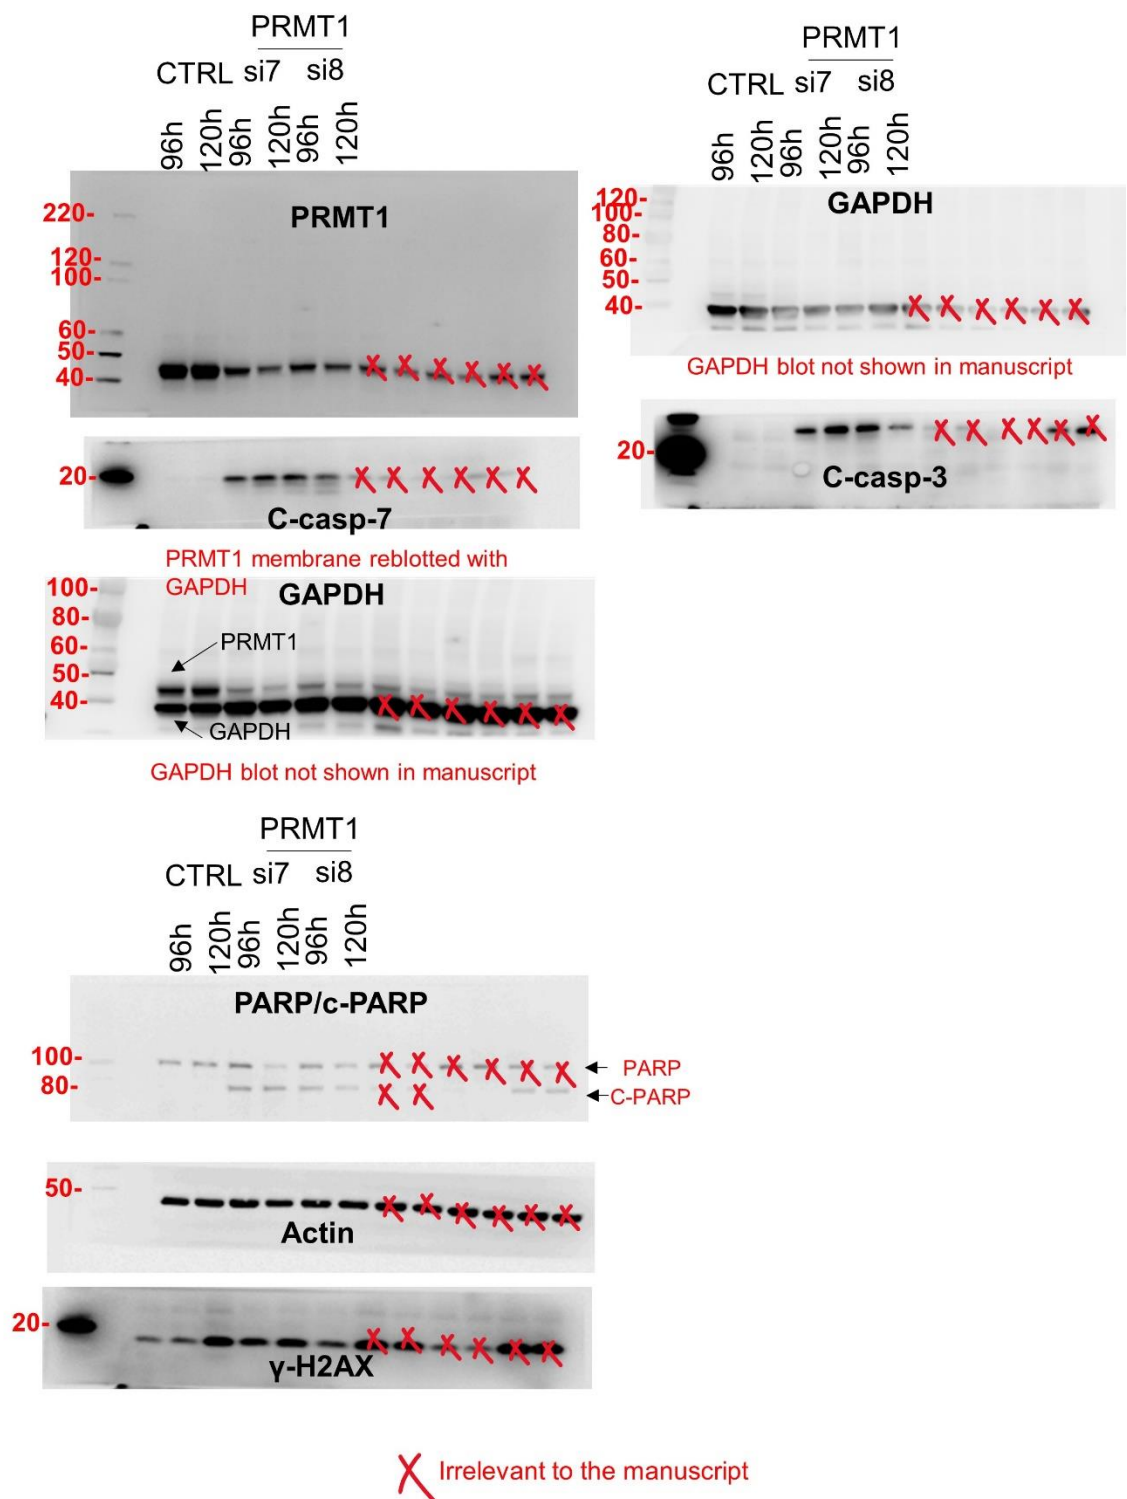 PRMT1
CTRL si7 si8
96h 120h 96h 120h 96h 120h
220-
120-
100-
60-
50-
40-
PRMT1
20-
C-casp-7
PRMT1 membrane reblotted with
GAPDH
100-
80-
60-
50-
40-
GAPDH
PRMT1
GAPDH
GAPDH blot not shown in manuscript
PRMT1
CTRL si7 si8
96h 120h 96h 120h 96h 120h
120-
100-
80-
60-
50-
40-
GAPDH
GAPDH blot not shown in manuscript
20-
C-casp-3
PRMT1
CTRL si7 si8
96h 120h 96h 120h 96h 120h
PARP/c-PARP
100-
80-
PARP
C-PARP
50-
Actin
20-
γ-H2AX
X Irrelevant to the manuscript